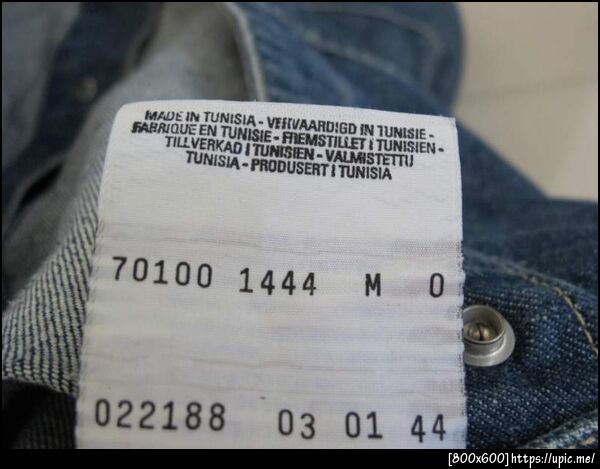 MADE IN TUNISIA - VERVAARDIGD IN TUNISIE -
FABRIQUE EN TUNISIE - FREMSTILLET I TUNISIEN -
TILLVERKAD I TUNISIEN - VALMISTETTU
TUNISIA - PRODUSERT I TUNISIA
70100 1444 M 0
022188 03 01 44
[800x600]https://upic.me/